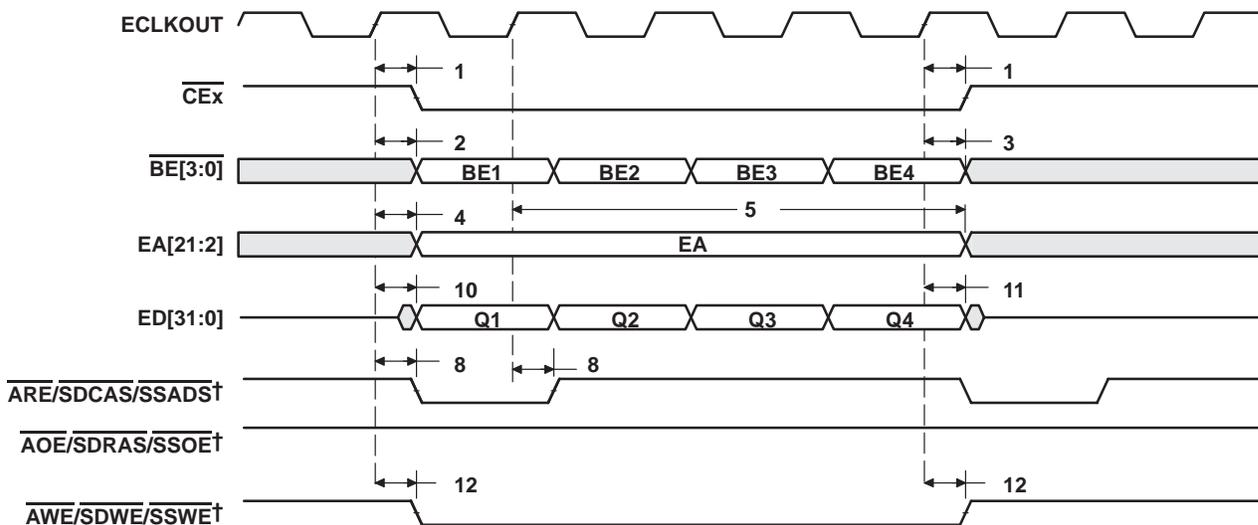 ECLKOUT
1 1
CEx
2 3
BE[3:0] BE1 BE2 BE3 BE4
4 5
EA[21:2] EA
10 11
ED[31:0] Q1 Q2 Q3 Q4
8 8
ARE/SDCAS/SSADS†
AOE/SDRAS/SSOE†
12 12
AWE/SDWE/SSWE†